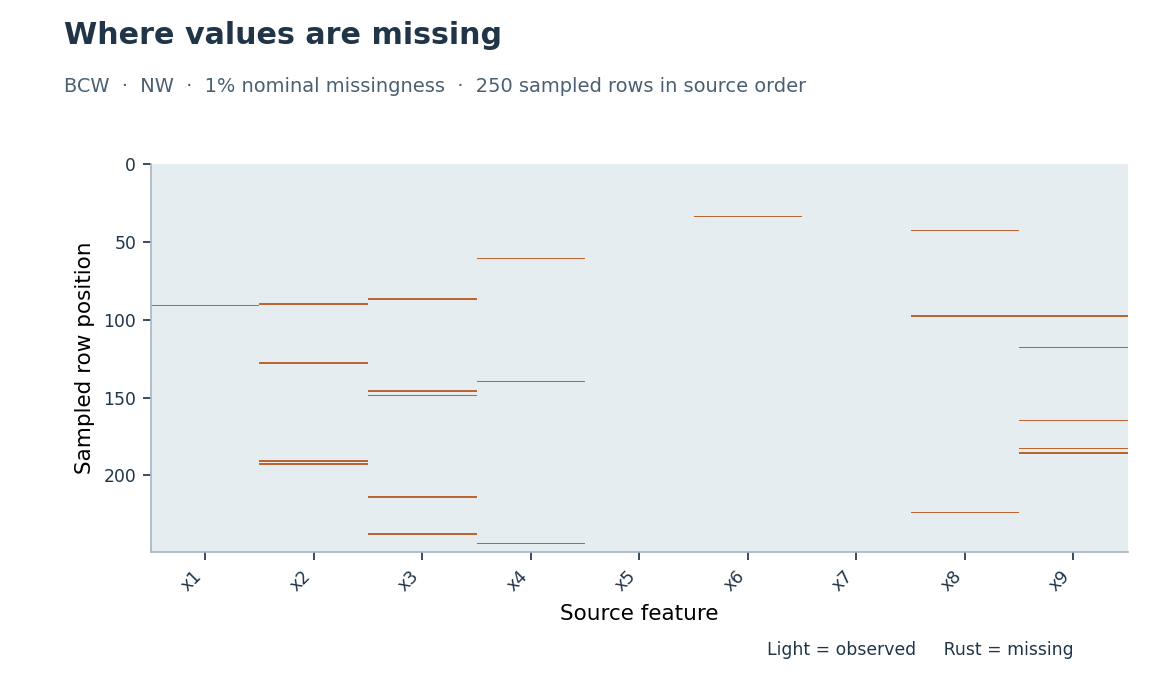 Where values are missing
BCW · NW · 1% nominal missingness · 250 sampled rows in source order
0
50
100
150
200
Sampled row position
x1 x2 x3 x4 x5 x6 x7 x8 x9
Source feature
Light = observed Rust = missing